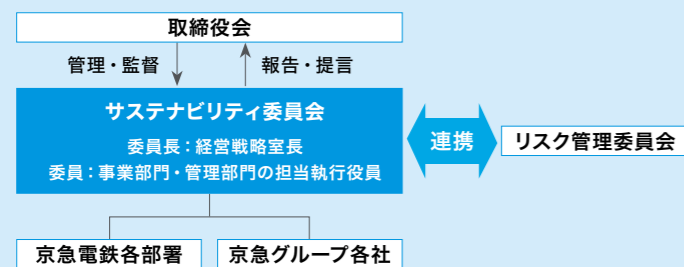 取締役会
管理・監督
報告・提言
サステナビリティ委員会
委員長：経営戦略室長
委員：事業部門・管理部門の担当執行役員
連携
リスク管理委員会
京急電鉄各部署
京急グループ各社